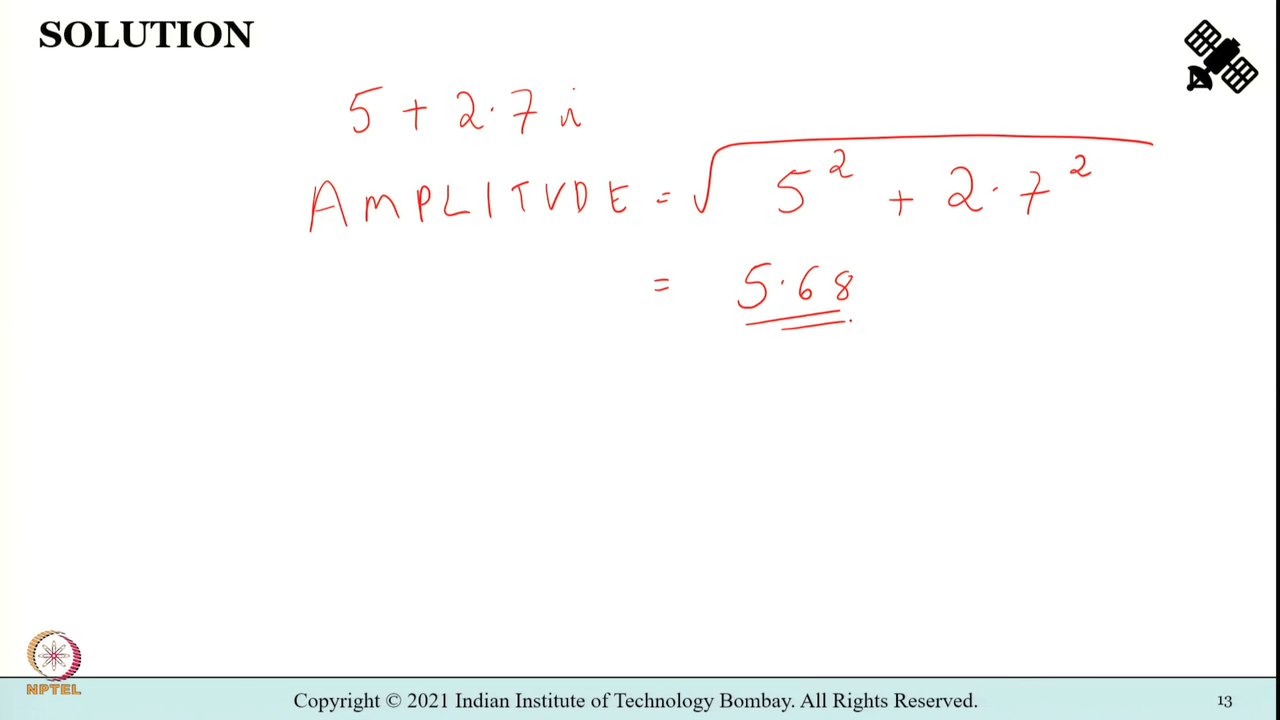 SOLUTION
5 + 2.7 i
AMPLITUDE = √ 5² + 2.7²
= 5.68
NPTEL
Copyright © 2021 Indian Institute of Technology Bombay. All Rights Reserved.
13